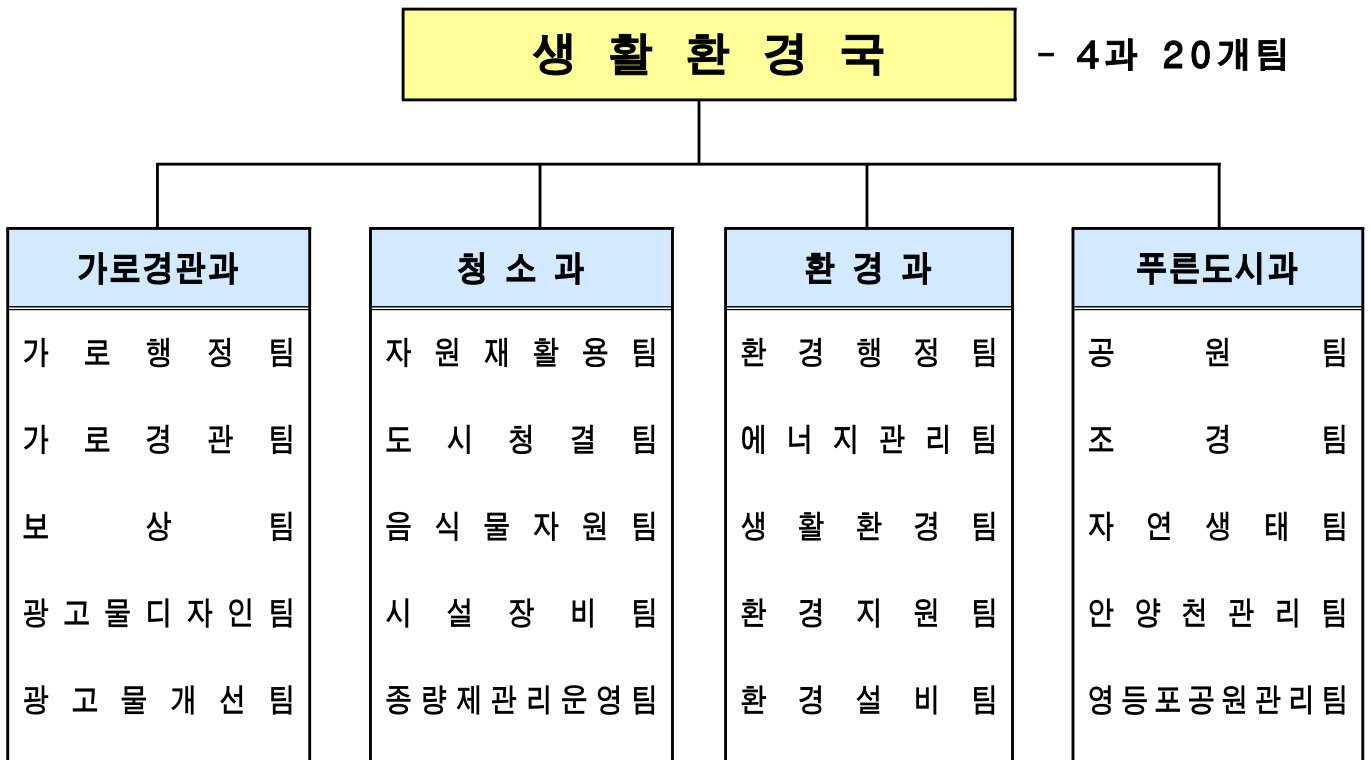 생활환경국 - 4과 20개팀
가로경관과
가로행정팀
가로경관팀
보상팀
광고물디자인팀
광고물개선팀
청소과
자원재활용팀
도시청결팀
음식물자원팀
시설장비팀
종량제관리운영팀
환경과
환경행정팀
에너지관리팀
생활환경팀
환경지원팀
환경설비팀
푸른도시과
공원팀
조경팀
자연생태팀
안양천관리팀
영등포공원관리팀